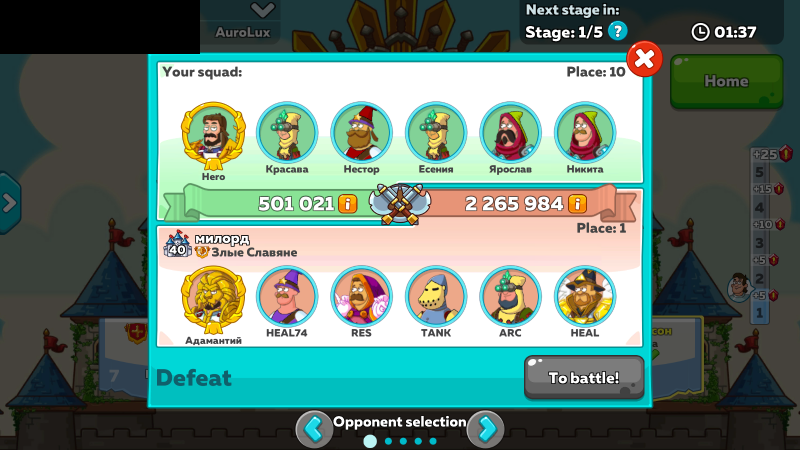 AuroLux
Next stage in:
Stage: 1/5 ?
01:37
Your squad:
Place: 10
Home
Hero
Красава
Нестор
Есения
Ярослав
Никита
501 021 i
2 265 984 i
Place: 1
40
милорд
Злые Славяне
Адамантий
HEAL74
RES
TANK
ARC
HEAL
Defeat
To battle!
Opponent selection
+25
5
+15
4
+10
3
+5
2
+5
1
7